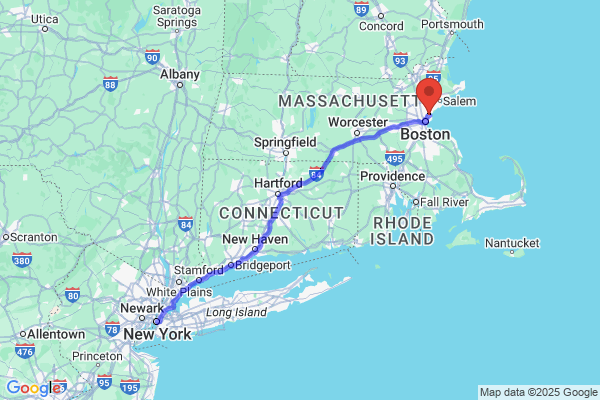 Utica
Saratoga
Springs
Concord
Portsmouth
89
93
95
90
Albany
88
MASSACHUSETT
Salem
Worcester
Boston
Springfield
495
84
Providence
Hartford
Fall River
CONNECTICUT
RHODE
ISLAND
84
Scranton
380
New Haven
Nantucket
Bridgeport
Stamford
White Plains
80
Newark
Long Island
New York
Allentown
78
476
Princeton
95
195
Google
Map data ©2025 Google